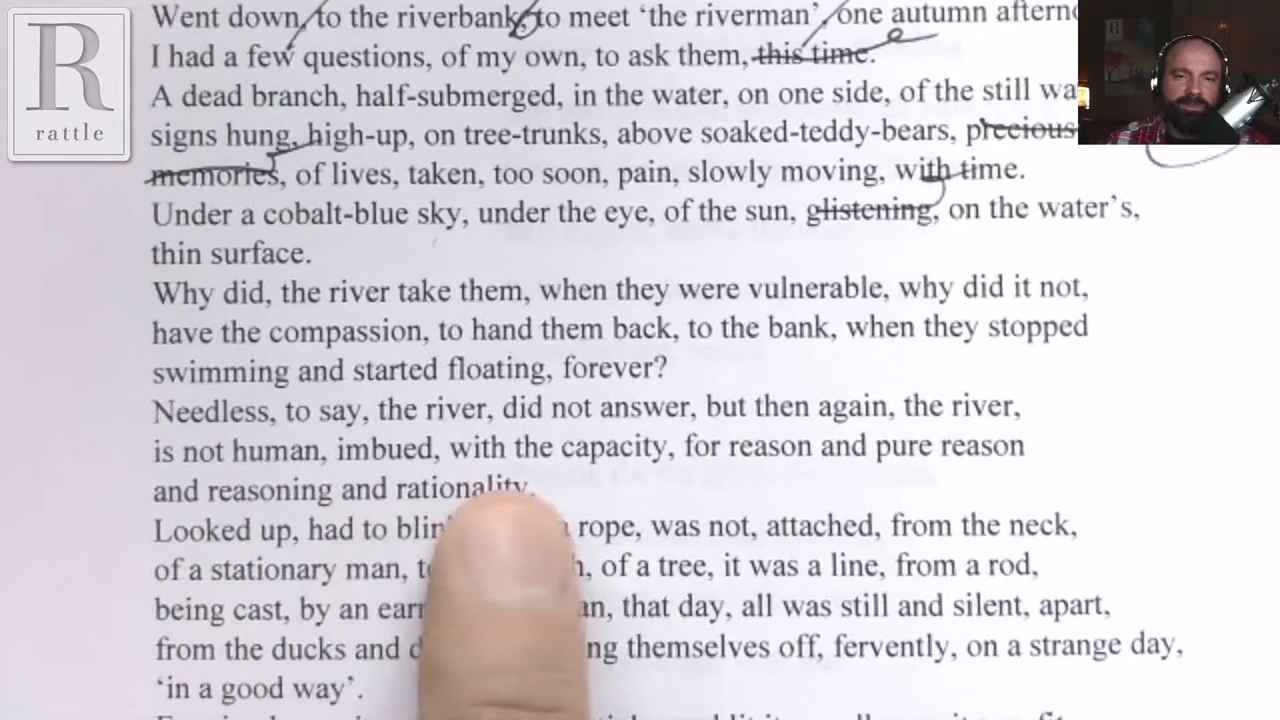 R
rattle
Went down, to the riverbank, to meet ‘the riverman’, one autumn
I had a few questions, of my own, to ask them, this time.
A dead branch, half-submerged, in the water, on one side, of the still
signs hung, high-up, on tree-trunks, above soaked-teddy-bears, precious
memories, of lives, taken, too soon, pain, slowly moving, with time.
Under a cobalt-blue sky, under the eye, of the sun, glistening, on the water’s,
thin surface.
Why did, the river take them, when they were vulnerable, why did it not,
have the compassion, to hand them back, to the bank, when they stopped
swimming and started floating, forever?
Needless, to say, the river, did not answer, but then again, the river,
is not human, imbued, with the capacity, for reason and pure reason
and reasoning and rationality.
Looked up, had to rope, was not, attached, from the neck,
of a stationary man, of a tree, it was a line, from a rod,
being cast, by an that day, all was still and silent, apart,
from the ducks and themselves off, fervently, on a strange day,
‘in a good way’.